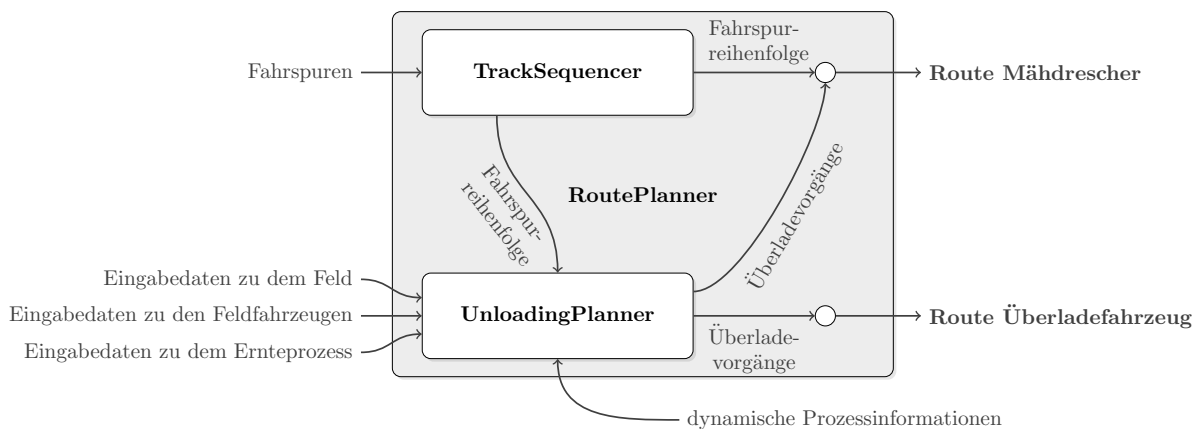 Fahrspur-
reihenfolge
Fahrspuren
TrackSequencer
Route Mähdrescher
Fahrspur-
reihenfolge
RoutePlanner
Überladevorgänge
Eingabedaten zu dem Feld
Eingabedaten zu den Feldfahrzeugen
Eingabedaten zu dem Ernteprozess
UnloadingPlanner
Route Überladefahrzeug
Überlade-
vorgänge
dynamische Prozessinformationen